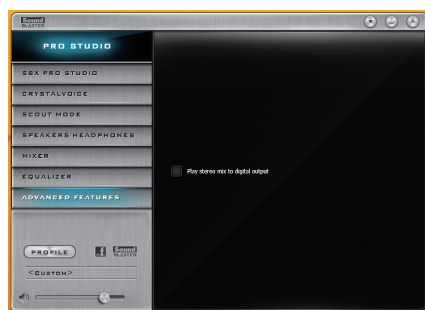 Sound
BLASTER
PRO STUDIO
SBX PRO STUDIO
CRYSTALVOICE
SCOUT MODE
SPEAKERS/HEADPHONES
MIXER
EQUALIZER
ADVANCED FEATURES
Play stereo mix to digital output
PROFILE
f
Sound
BLASTER
<CUSTOM>